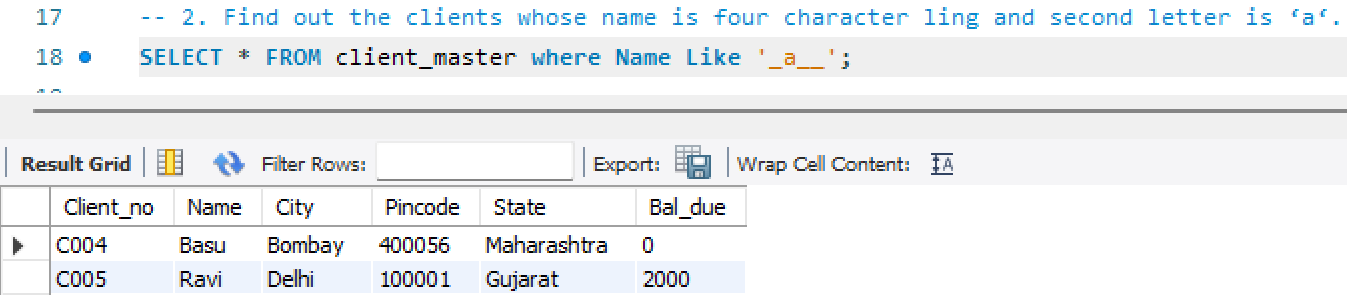 17 -- 2. Find out the clients whose name is four character ling and second letter is ‘a‘.
18 SELECT * FROM client_master where Name Like '_a__';
Result Grid Filter Rows: Export: Wrap Cell Content:
Client_no Name City Pincode State Bal_due
C004 Basu Bombay 400056 Maharashtra 0
C005 Ravi Delhi 100001 Gujarat 2000